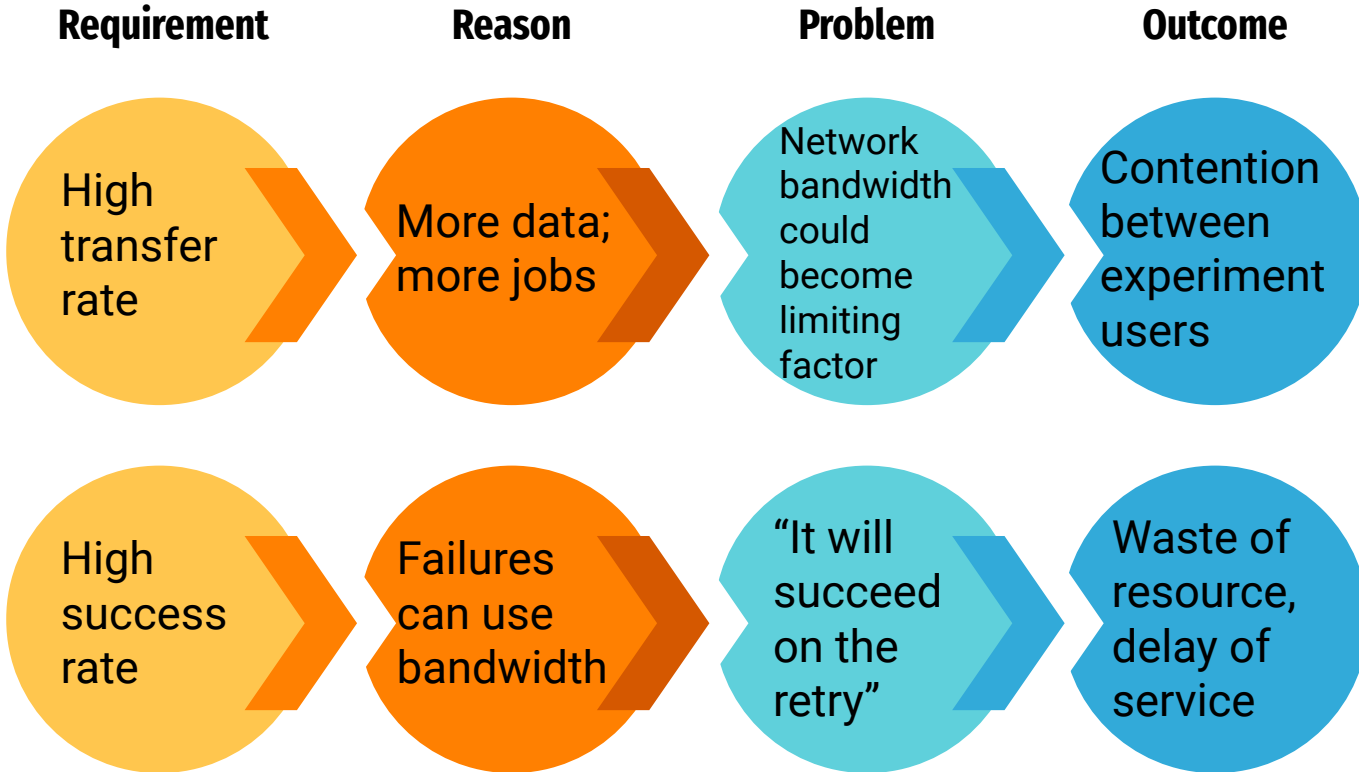 Requirement
Reason
Problem
Outcome
High
transfer
rate
More data;
more jobs
Network
bandwidth
could
become
limiting
factor
Contention
between
experiment
users
High
success
rate
Failures
can use
bandwidth
“It will
succeed
on the
retry”
Waste of
resource,
delay of
service